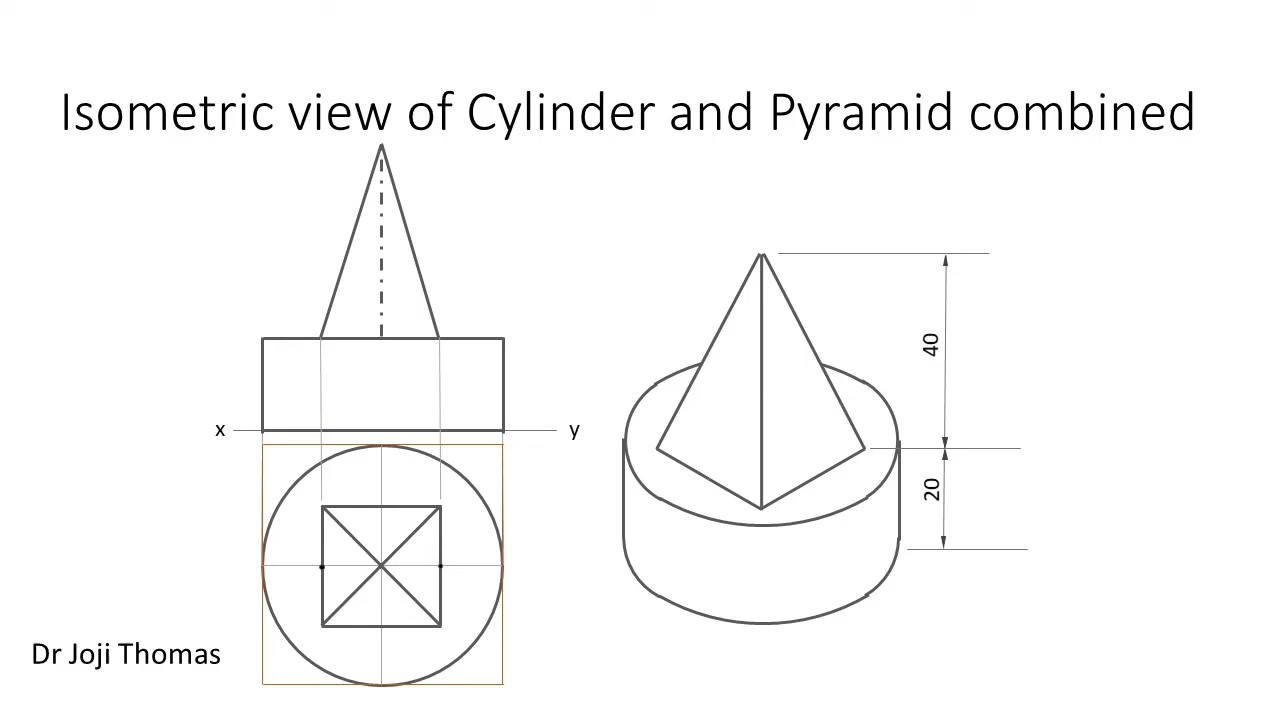 Isometric view of Cylinder and Pyramid combined
40
x
y
20
Dr Joji Thomas